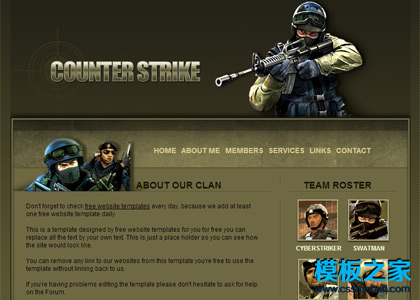 COUNTER STRIKE
HOME ABOUT ME MEMBERS SERVICES LINKS CONTACT
ABOUT OUR CLAN
Don't forget to check free website templates every day, because we add at
least one free website template daily.
This is a template designed by free website templates for you for free you can
replace all the text by your own text. This is just a place holder so you can see how
the site would look like.
You can remove any link to our websites from this template you're free to use the
template without linking back to us.
If you're having problems editing the template please don't hesitate to ask for help
on the Forum.
TEAM ROSTER
CYBERSTRIKER SWATMAN
模板之家